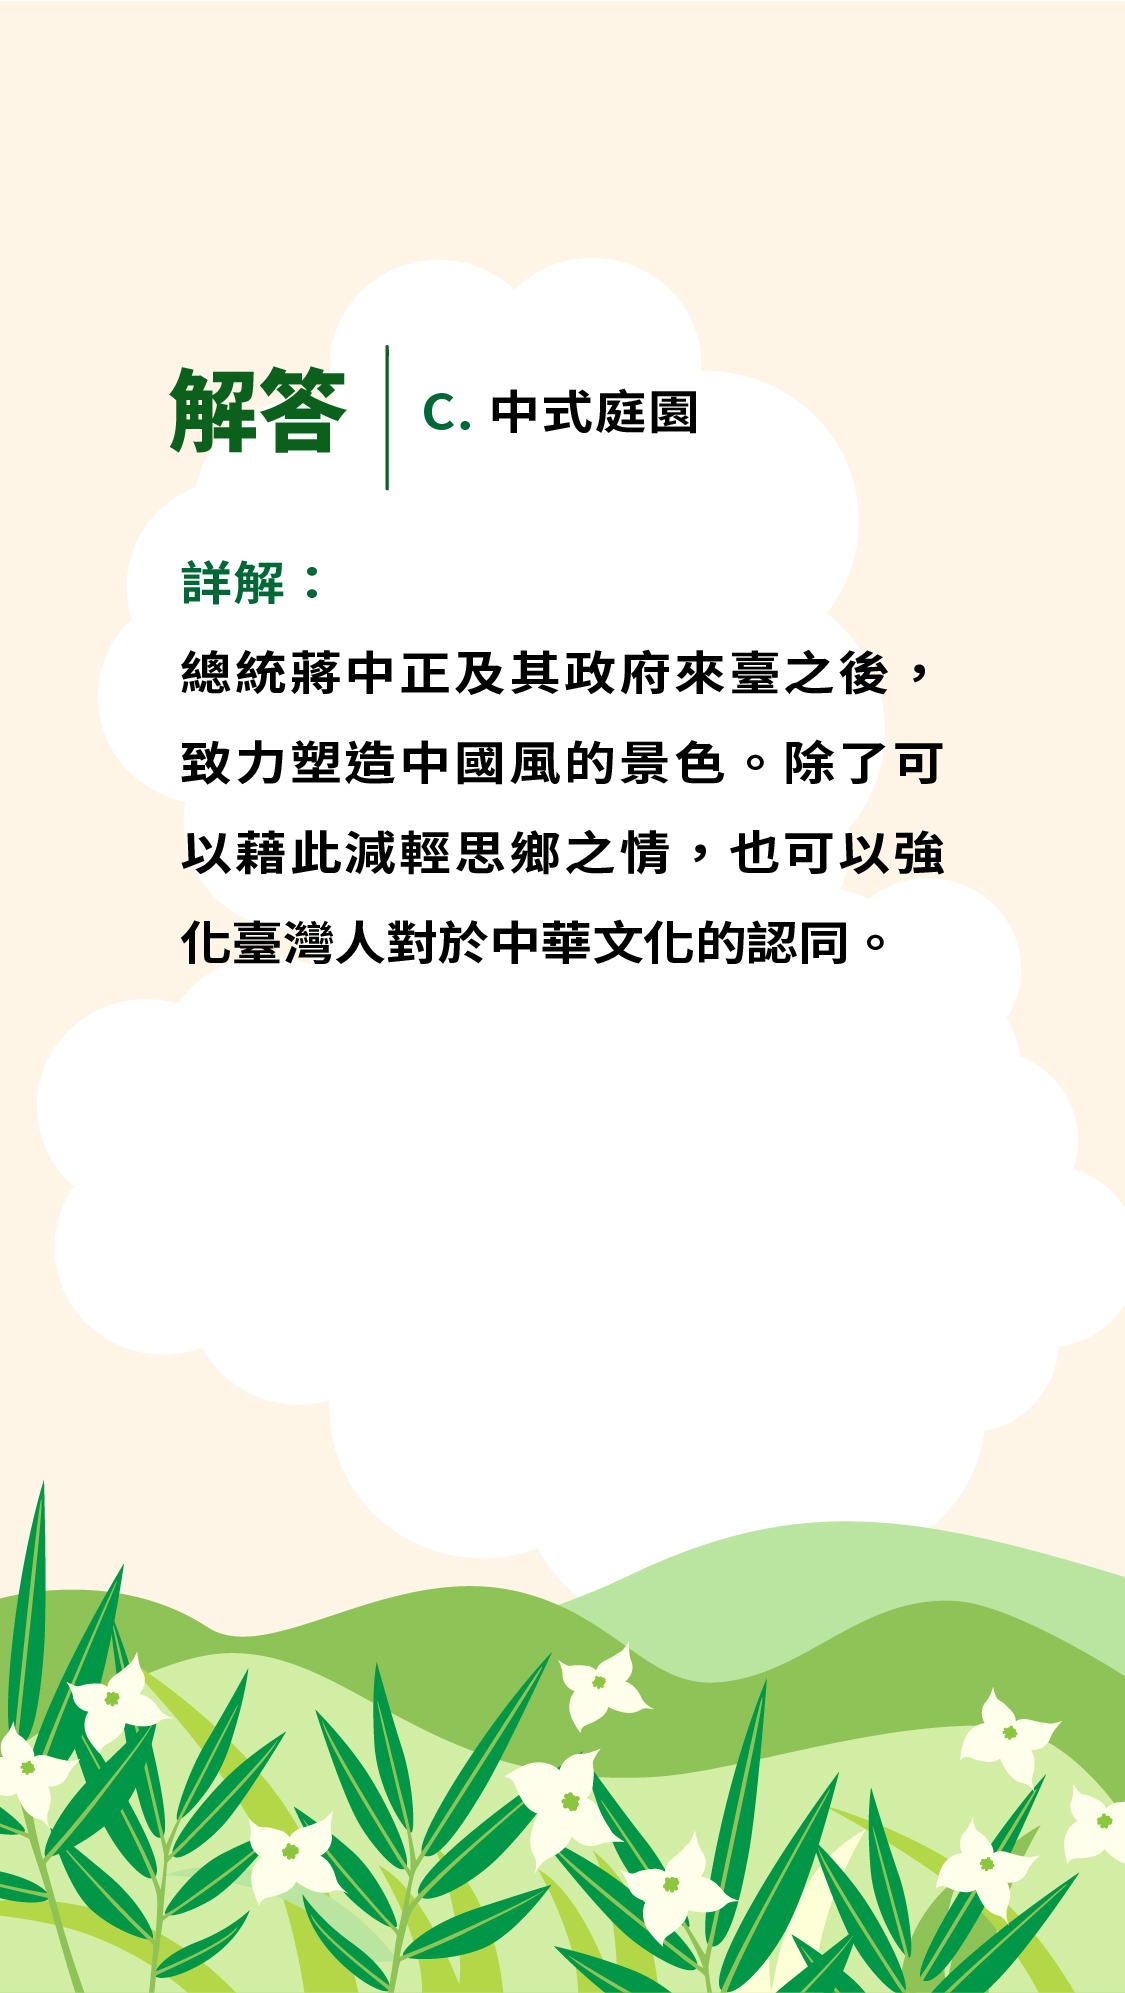 解答
C. 中式庭園
詳解：
總統蔣中正及其政府來臺之後，
致力塑造中國風的景色。除了可
以藉此減輕思鄉之情，也可以強
化臺灣人對於中華文化的認同。